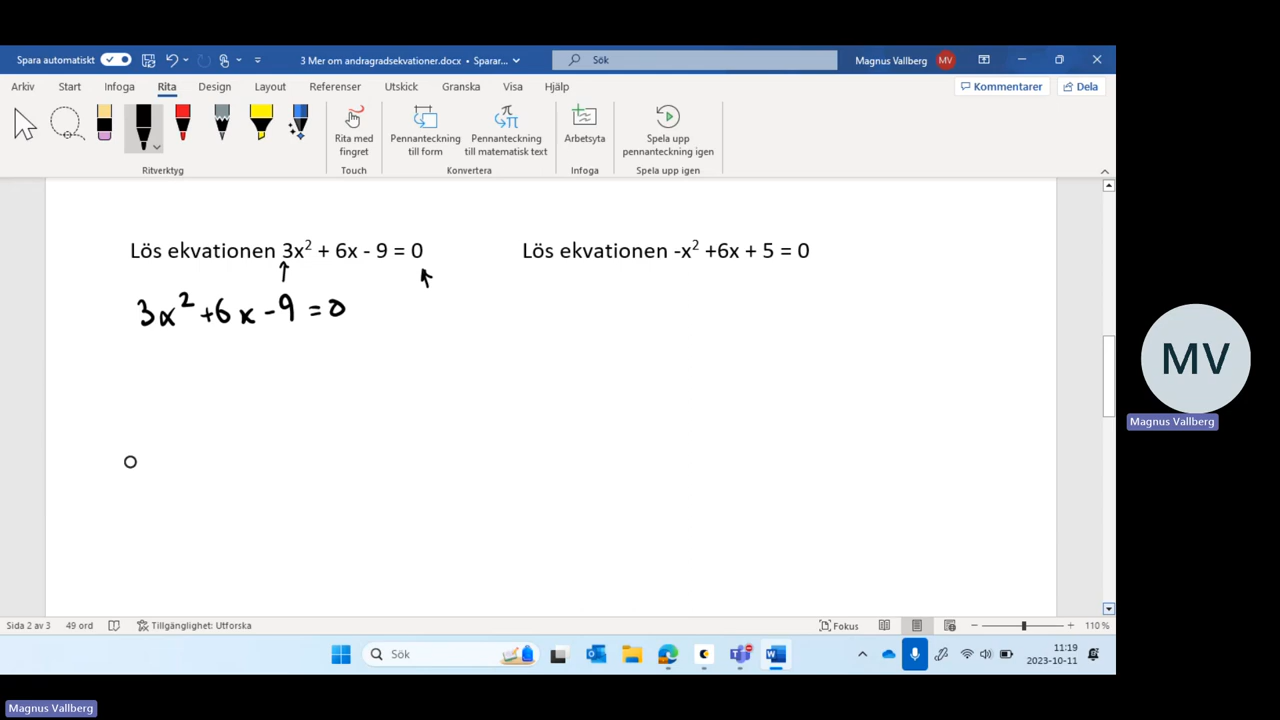 Spara automatiskt
3 Mer om andragradsekvationer.docx • Sparar...
Sök
Magnus Vallberg MV
Arkiv Start Infoga Rita Design Layout Referenser Utskick Granska Visa Hjälp
Kommentarer Dela
Rita med fingret
Pennanteckning till form
Pennanteckning till matematisk text
Arbetsyta
Spela upp pennanteckning igen
Ritverktyg Touch Konvertera Infoga Spela upp igen
Lös ekvationen 3x² + 6x - 9 = 0
3x² + 6x - 9 = 0
Lös ekvationen -x² +6x + 5 = 0
MV
Magnus Vallberg
Sida 2 av 3 49 ord Tillgänglighet: Utforska Fokus 110 %
Sök
11:19
2023-10-11
Magnus Vallberg